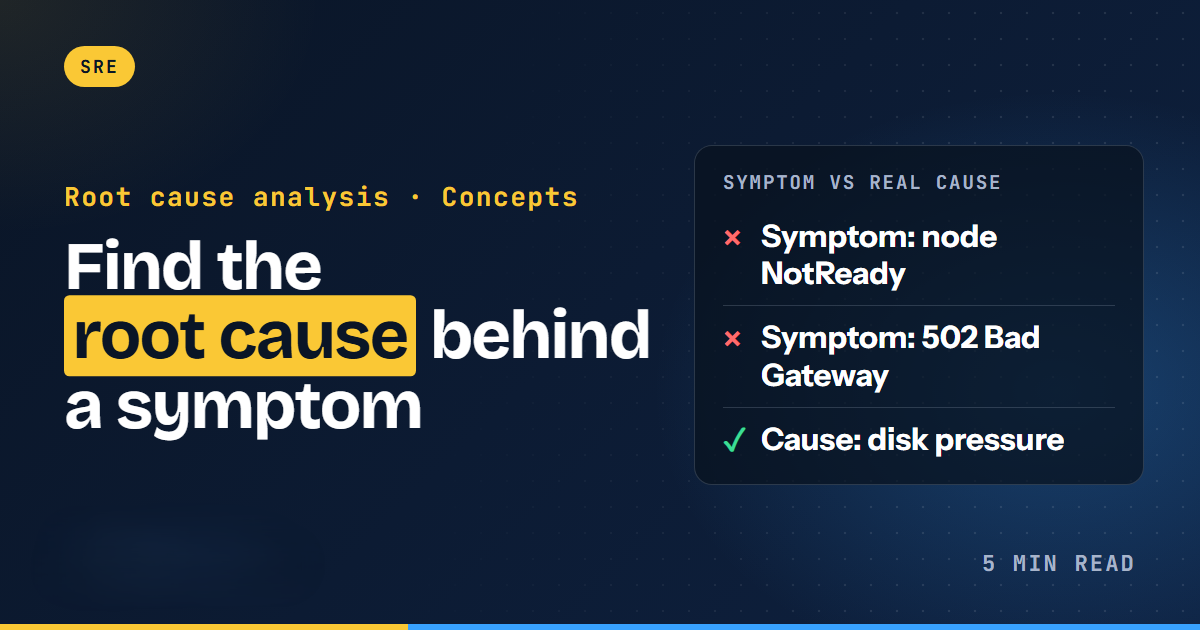 SRE
Root cause analysis · Concepts
Find the
root cause behind
a symptom
SYMPTOM VS REAL CAUSE
× Symptom: node
NotReady
× Symptom: 502 Bad
Gateway
✓ Cause: disk pressure
5 MIN READ